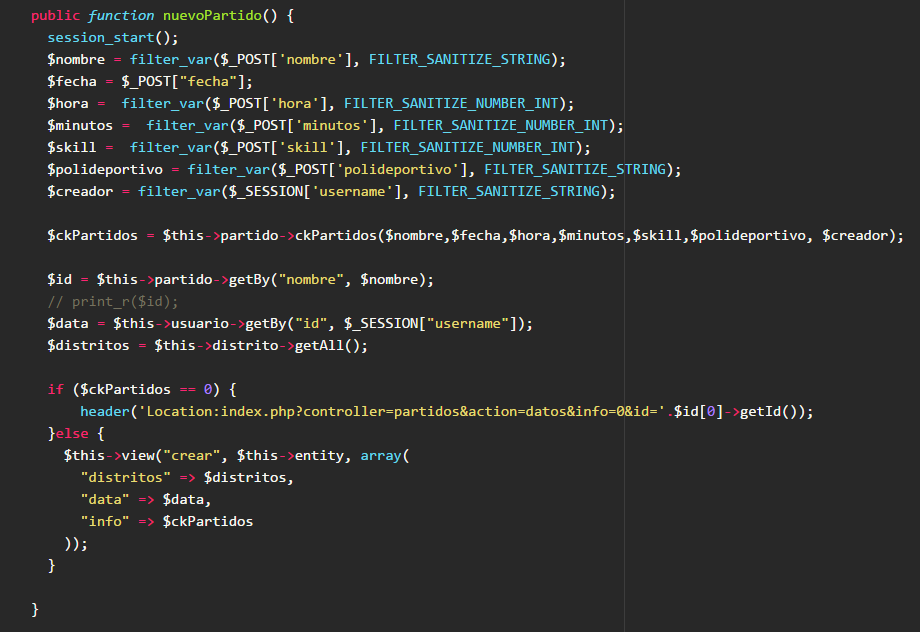 public function nuevoPartido() {
session_start();
$nombre = filter_var($_POST['nombre'], FILTER_SANITIZE_STRING);
$fecha = $_POST["fecha"];
$hora =  filter_var($_POST['hora'], FILTER_SANITIZE_NUMBER_INT);
$minutos =  filter_var($_POST['minutos'], FILTER_SANITIZE_NUMBER_INT);
$skill =  filter_var($_POST['skill'], FILTER_SANITIZE_NUMBER_INT);
$polideportivo = filter_var($_POST['polideportivo'], FILTER_SANITIZE_STRING);
$creador = filter_var($_SESSION['username'], FILTER_SANITIZE_STRING);
$ckPartidos = $this->partido->ckPartidos($nombre,$fecha,$hora,$minutos,$skill,$polideportivo, $creador);
$id = $this->partido->getBy("nombre", $nombre);
// print_r($id);
$data = $this->usuario->getBy("id", $_SESSION["username"]);
$distritos = $this->distrito->getAll();
if ($ckPartidos == 0) {
header('Location:index.php?controller=partidos&action=datos&info=0&id='.$id[0]->getId());
}else {
$this->view("crear", $this->entity, array(
"distritos" => $distritos,
"data" => $data,
"info" => $ckPartidos
));
}
}